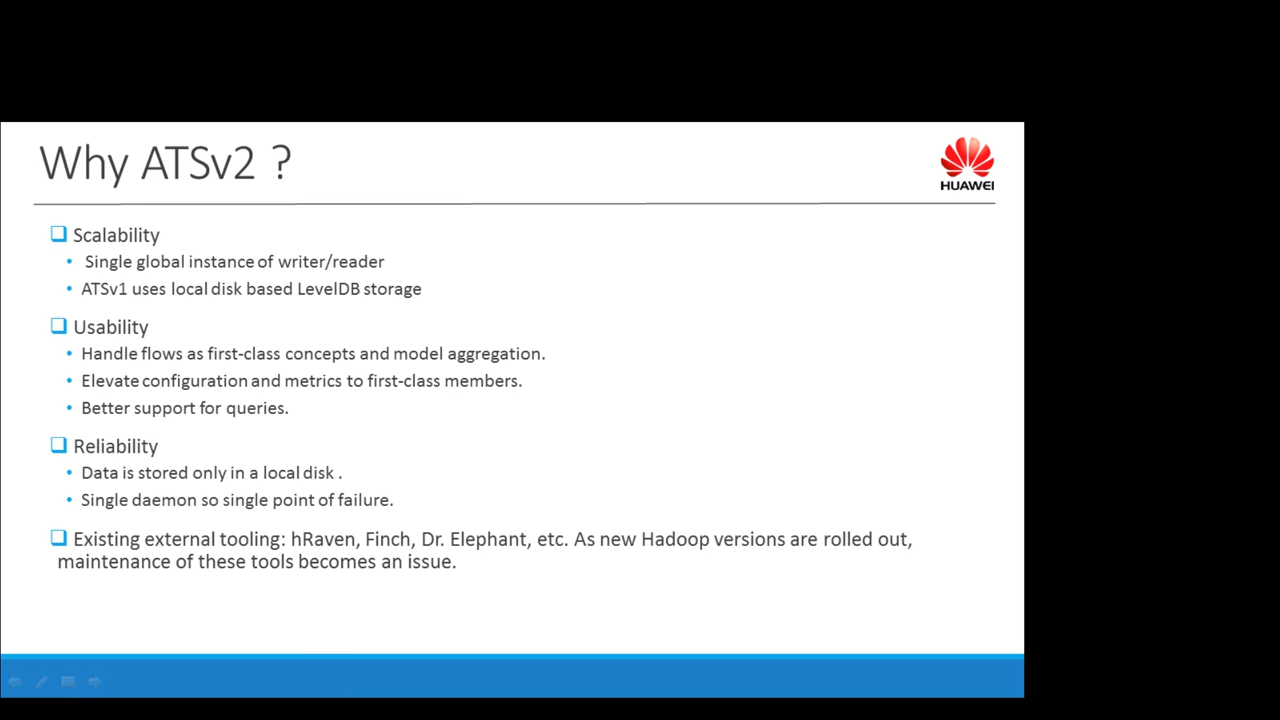 Why ATSv2 ?
HUAWEI
Scalability
Single global instance of writer/reader
ATSv1 uses local disk based LevelDB storage
Usability
Handle flows as first-class concepts and model aggregation.
Elevate configuration and metrics to first-class members.
Better support for queries.
Reliability
Data is stored only in a local disk .
Single daemon so single point of failure.
Existing external tooling: hRaven, Finch, Dr. Elephant, etc. As new Hadoop versions are rolled out,
maintenance of these tools becomes an issue.